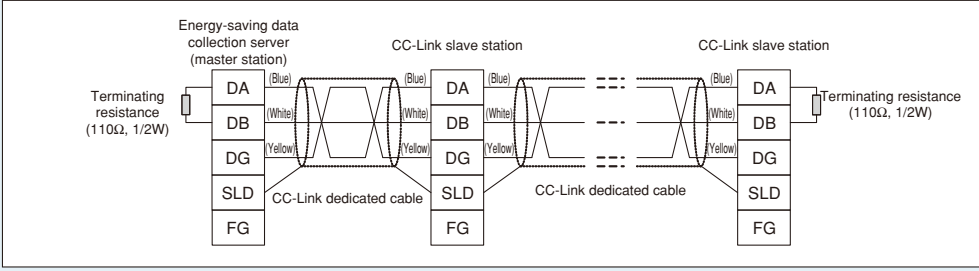 Energy-saving data
collection server
(master station)
CC-Link slave station
CC-Link slave station
Terminating
resistance
(110Ω, 1/2W)
DA
DB
DG
SLD
FG
(Blue)
(White)
(Yellow)
(Blue)
(White)
(Yellow)
CC-Link dedicated cable
DA
DB
DG
SLD
FG
(Blue)
(White)
(Yellow)
(Blue)
(White)
(Yellow)
CC-Link dedicated cable
DA
DB
DG
SLD
FG
Terminating resistance
(110Ω, 1/2W)